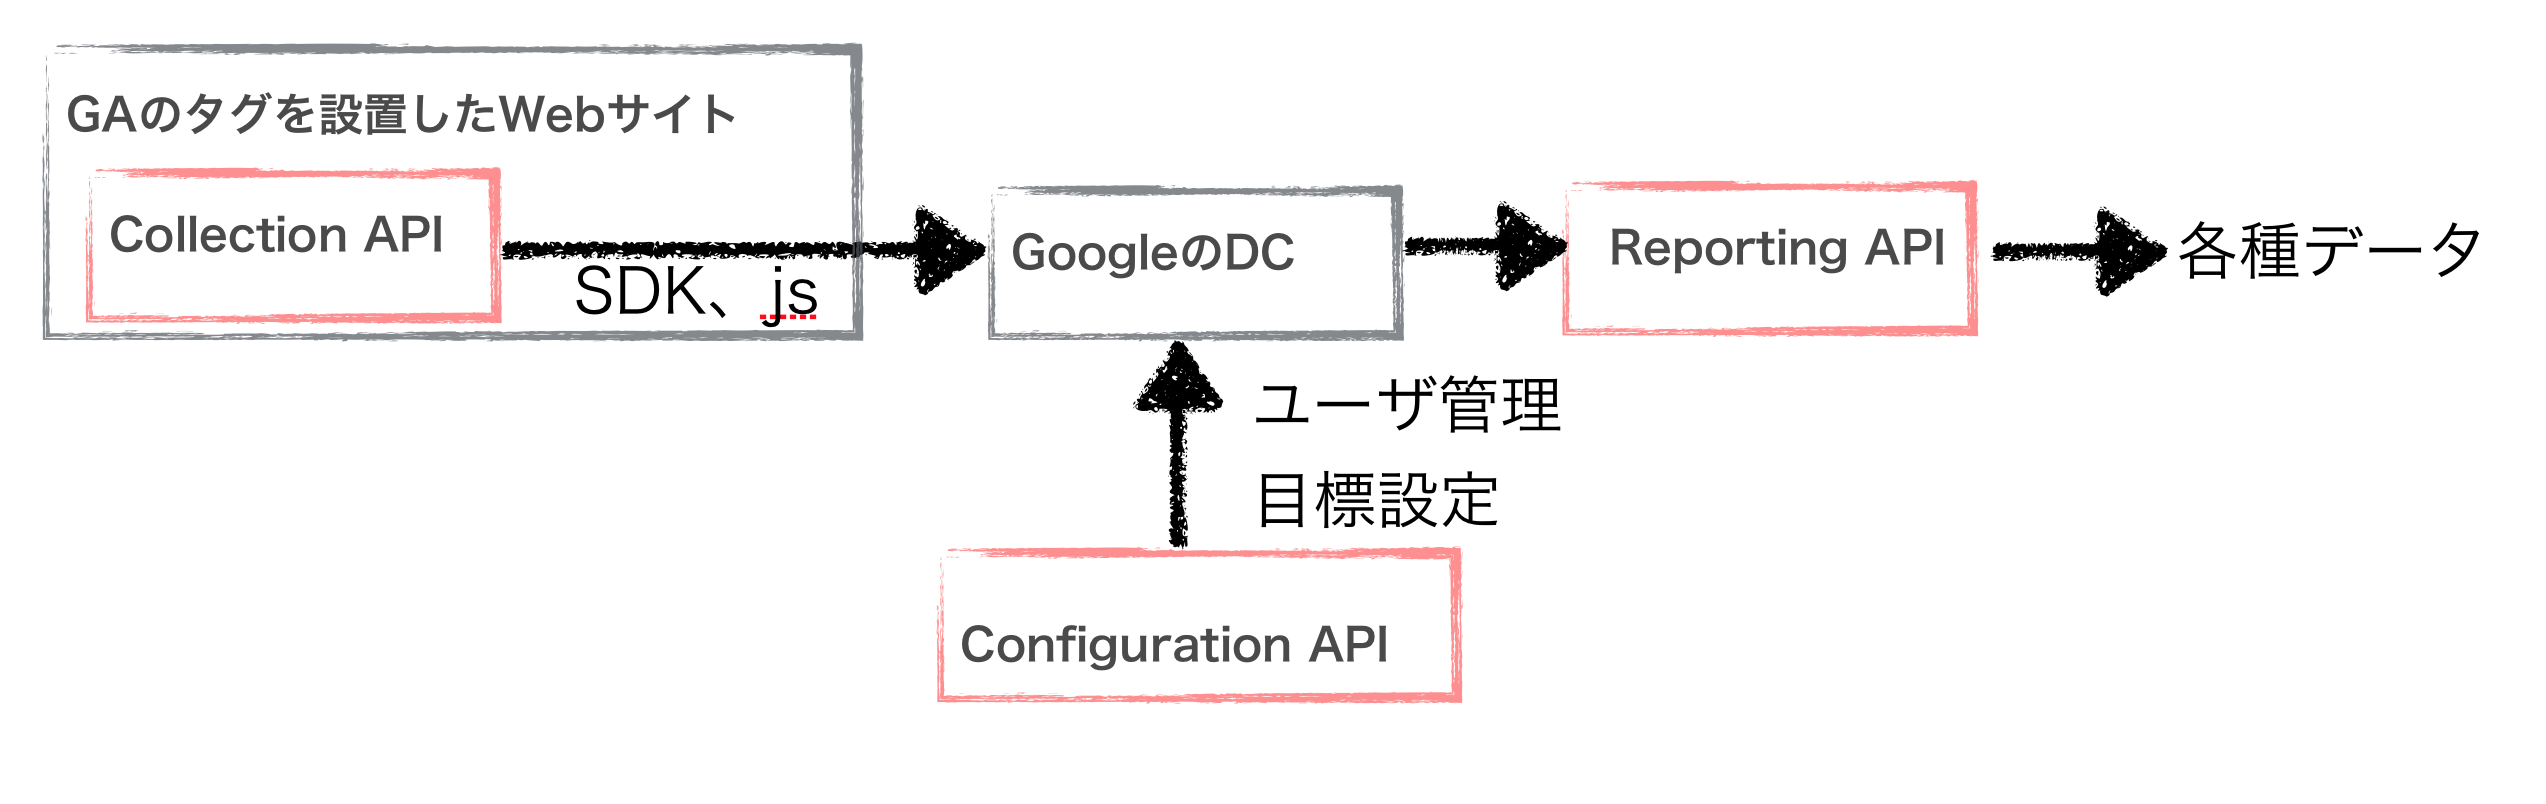 GAのタグを設置したWebサイト
Collection API
SDK、js
GoogleのDC
Reporting API
各種データ
ユーザ管理
目標設定
Configuration API